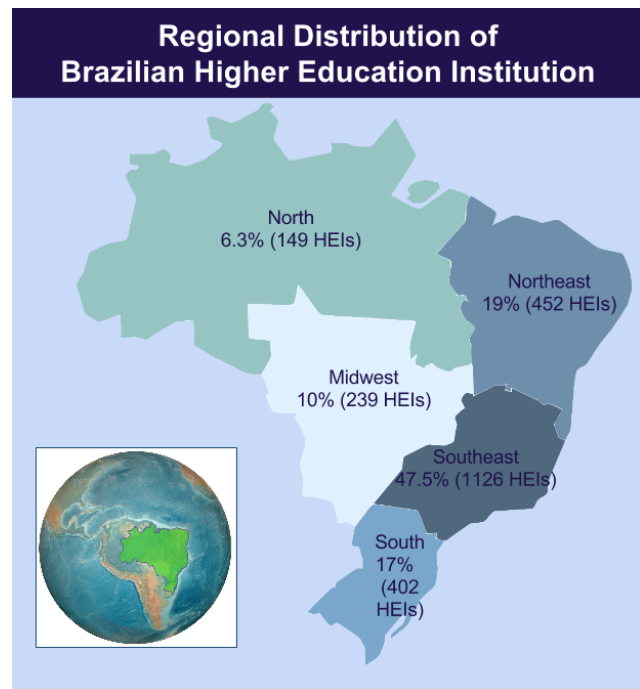 Regional Distribution of
Brazilian Higher Education Institution
North
6.3% (149 HEIs)
Northeast
19% (452 HEIs)
Midwest
10% (239 HEIs)
Southeast
47.5% (1126 HEIs)
South
17%
(402
HEIs)